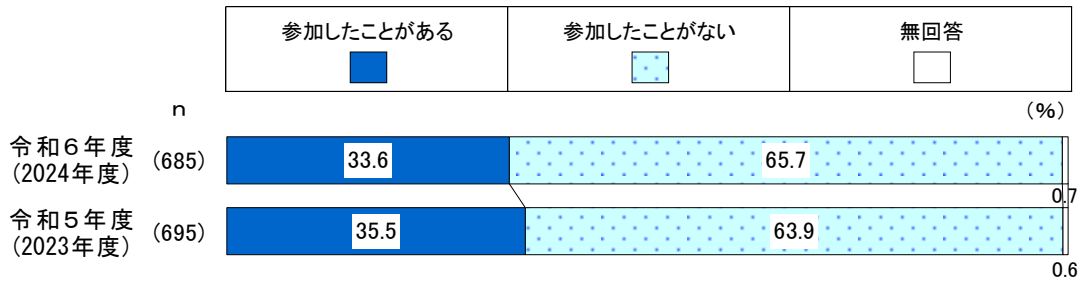 参加したことがある 参加したことがない 無回答
n (%)
令和6年度
(2024年度) (685) 33.6 65.7 0.7
令和5年度
(2023年度) (695) 35.5 63.9 0.6